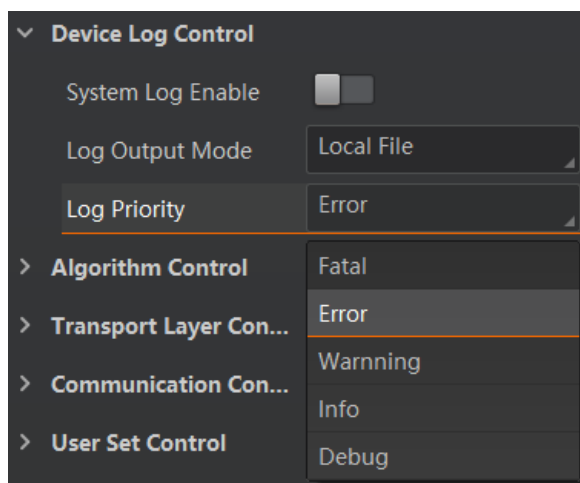 Device Log Control
System Log Enable
Log Output Mode Local File
Log Priority Error
Algorithm Control Fatal
Transport Layer Con... Error
Warnning
Communication Con...
Info
User Set Control
Debug